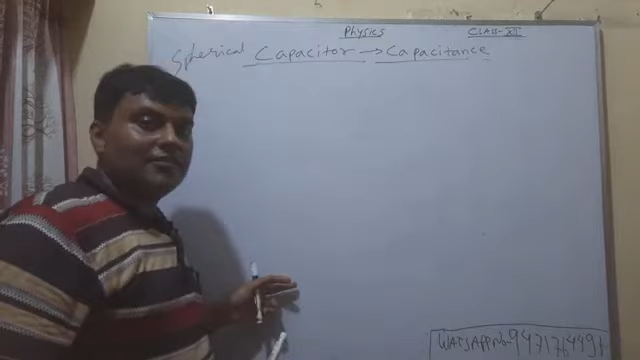 Physics CLASS-XII
Spherical Capacitor → Capacitance
WATSAPP No-